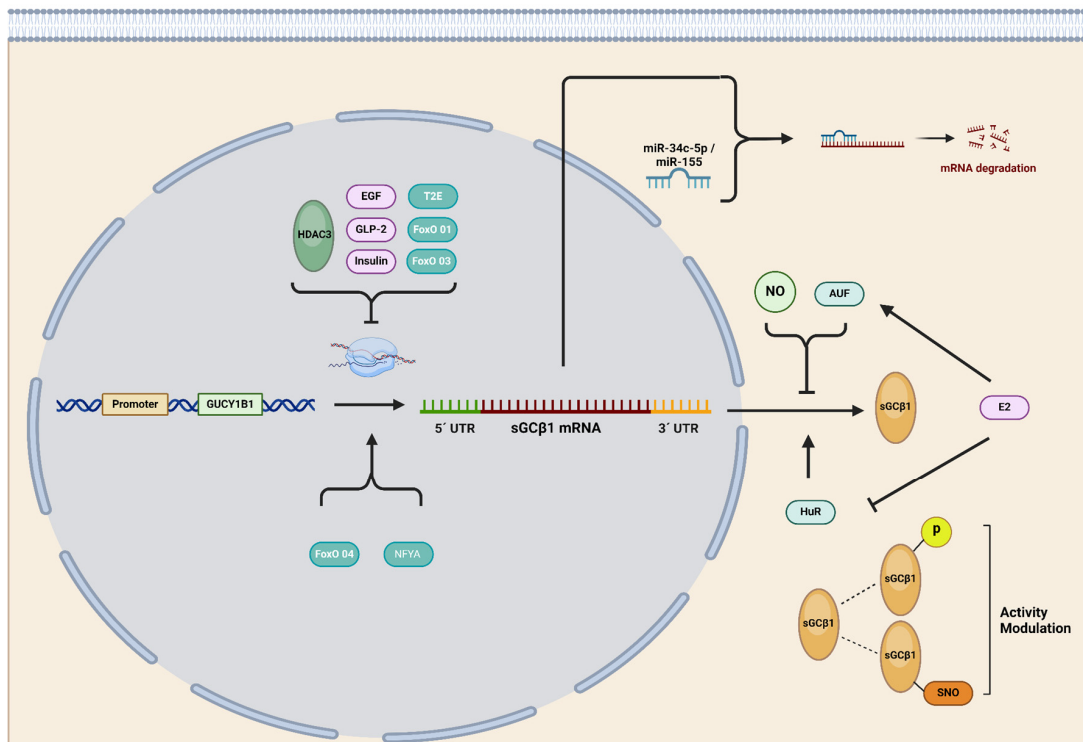 miR-34c-5p /
miR-155
mRNA degradation
HDAC3
EGF
T2E
GLP-2
FoxO 01
Insulin
FoxO 03
NO
AUF
Promoter
GUCY1B1
5´ UTR
sGCβ1 mRNA
3´ UTR
sGCβ1
E2
HuR
FoxO 04
NFYA
P
sGCβ1
sGCβ1
sGCβ1
SNO
Activity
Modulation